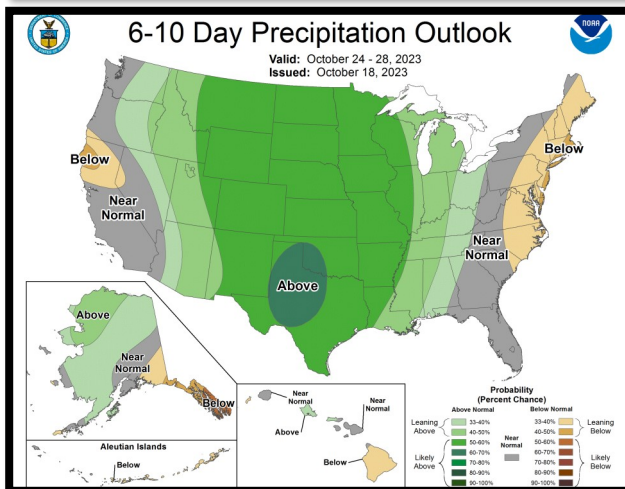 6-10 Day Precipitation Outlook
NOAA
Valid: October 24 - 28, 2023
Issued: October 18, 2023
Below
Near
Normal
Above
Near
Normal
Below
Above
Near
Normal
Below
Aleutian Islands
Below
Near
Normal
Above
Near
Normal
Below
Probability
(Percent Chance)
Above Normal
Below Normal
Leaning
Above
33-40%
40-50%
Likely
Above
50-60%
60-70%
70-80%
80-90%
90-100%
Near
Normal
33-40%
40-50%
Leaning
Below
50-60%
60-70%
70-80%
80-90%
90-100%
Likely
Below